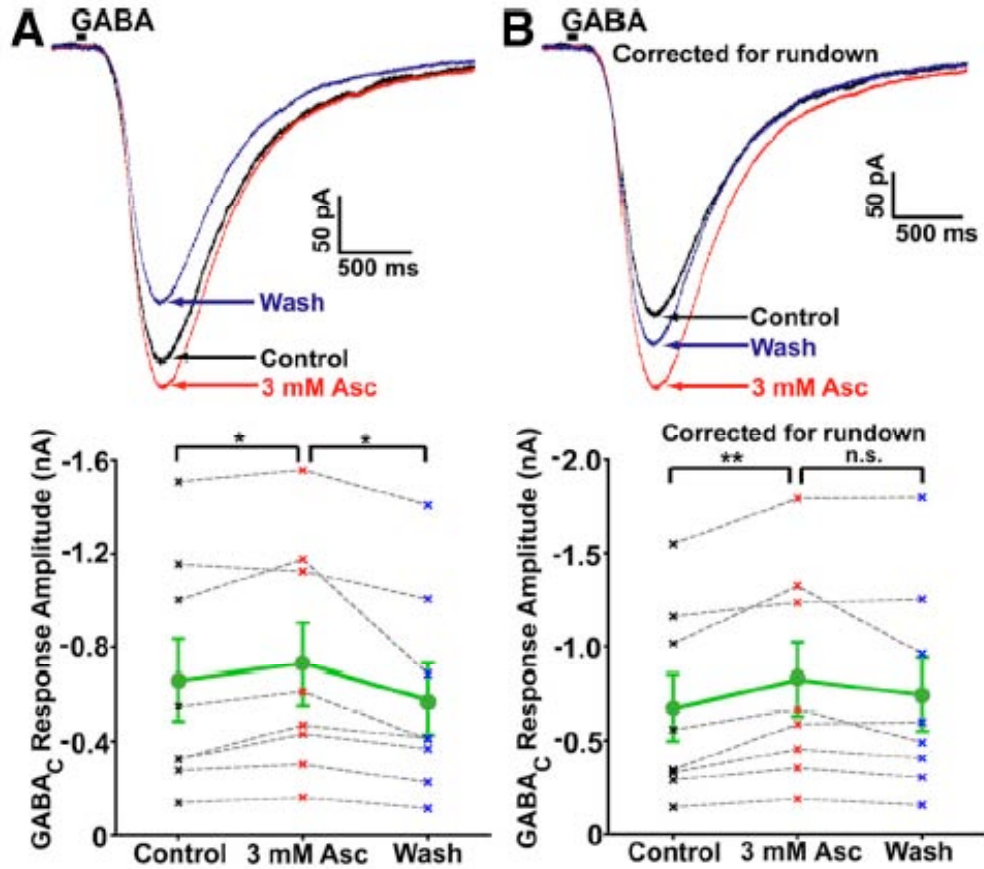 A
GABA
50 pA
500 ms
Wash
Control
3 mM Asc
B
GABA
Corrected for rundown
50 pA
500 ms
Control
Wash
3 mM Asc
GABAC Response Amplitude (nA)
-1.6
-1.2
-0.8
-0.4
0
*
*
Control
3 mM Asc
Wash
Corrected for rundown
GABAC Response Amplitude (nA)
-2.0
-1.5
-1.0
-0.5
0
**
n.s.
Control
3 mM Asc
Wash